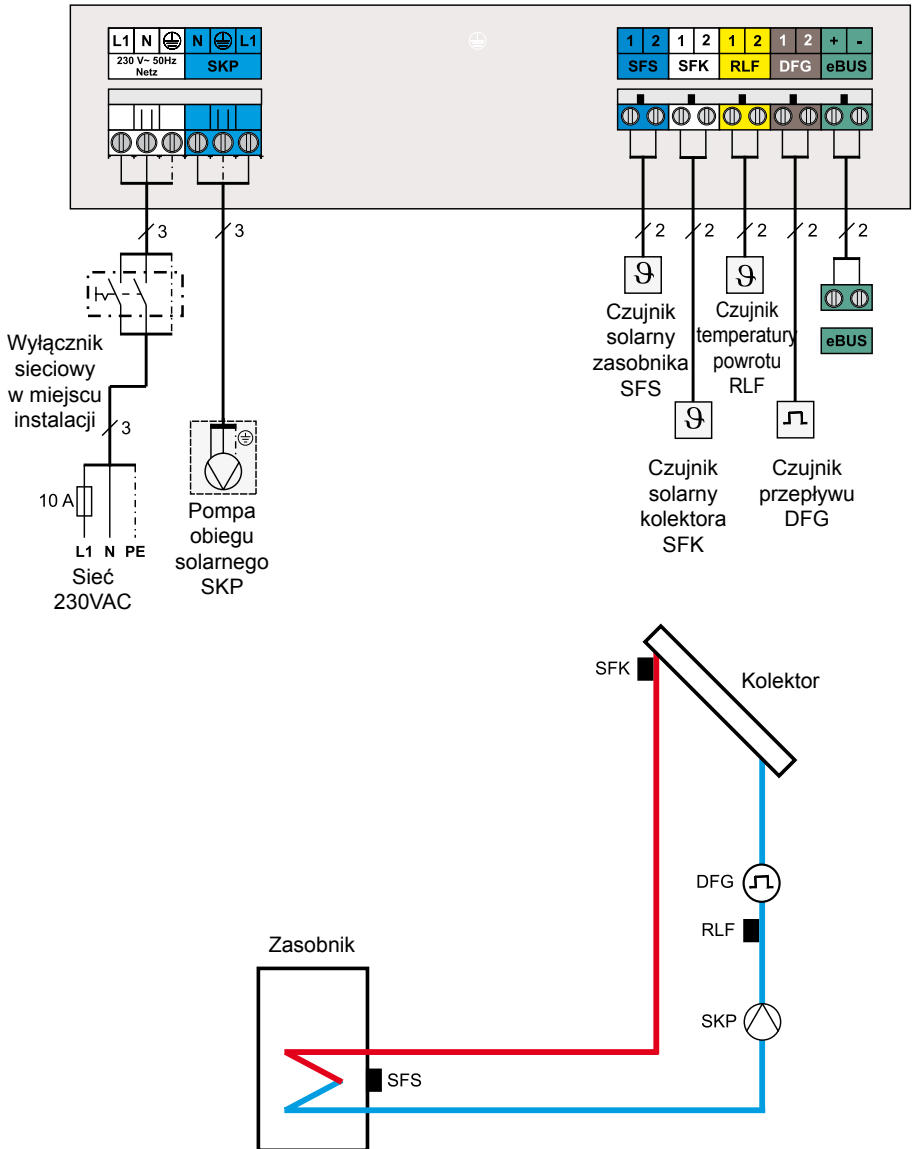 L1 N N L1
230 V~ 50Hz
Netz
SKP
1 2 1 2 1 2 1 2 + -
SFS SFK RLF DFG eBUS
3 3 2 2 2 2 2
Wyłącznik
sieciowy
w miejscu
instalacji
3
10 A
L1 N PE
Sieć
230VAC
Pompa
obiegu
solarnego
SKP
ϑ
Czujnik
solarny
zasobnika
SFS
ϑ
Czujnik
temperatury
powrotu
RLF
eBUS
ϑ
Czujnik
solarny
kolektora
SFK
Czujnik
przepływu
DFG
SFK
Kolektor
DFG
RLF
Zasobnik
SKP
SFS